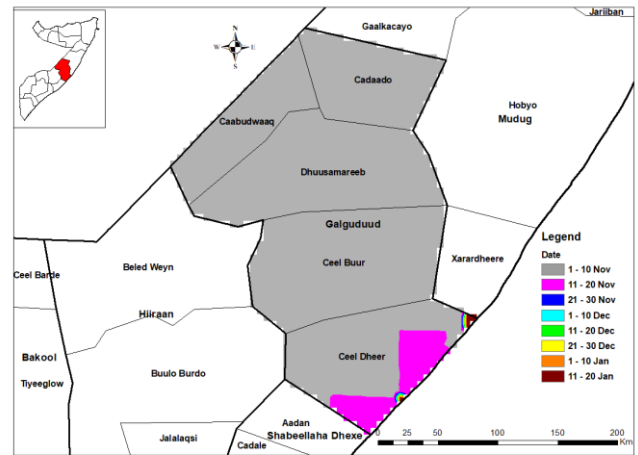 Jariiban
Gaalkacayo
N
W E
S
Cadaado
Hobyo
Mudug
Caabudwaaq
Dhuusamareeb
Galguduud
Legend
Date
1 - 10 Nov
11 - 20 Nov
21 - 30 Nov
1 - 10 Dec
11 - 20 Dec
21 - 30 Dec
1 - 10 Jan
11 - 20 Jan
Xarardheere
Ceel Buur
Beled Weyn
Ceel Barde
Hiiraan
Bakool
Tiyeeglow
Ceel Dheer
Buulo Burdo
Aadan
Shabeellaha Dhexe
Jalalaqsi
Cadale
0 25 50 100 150 200
Km